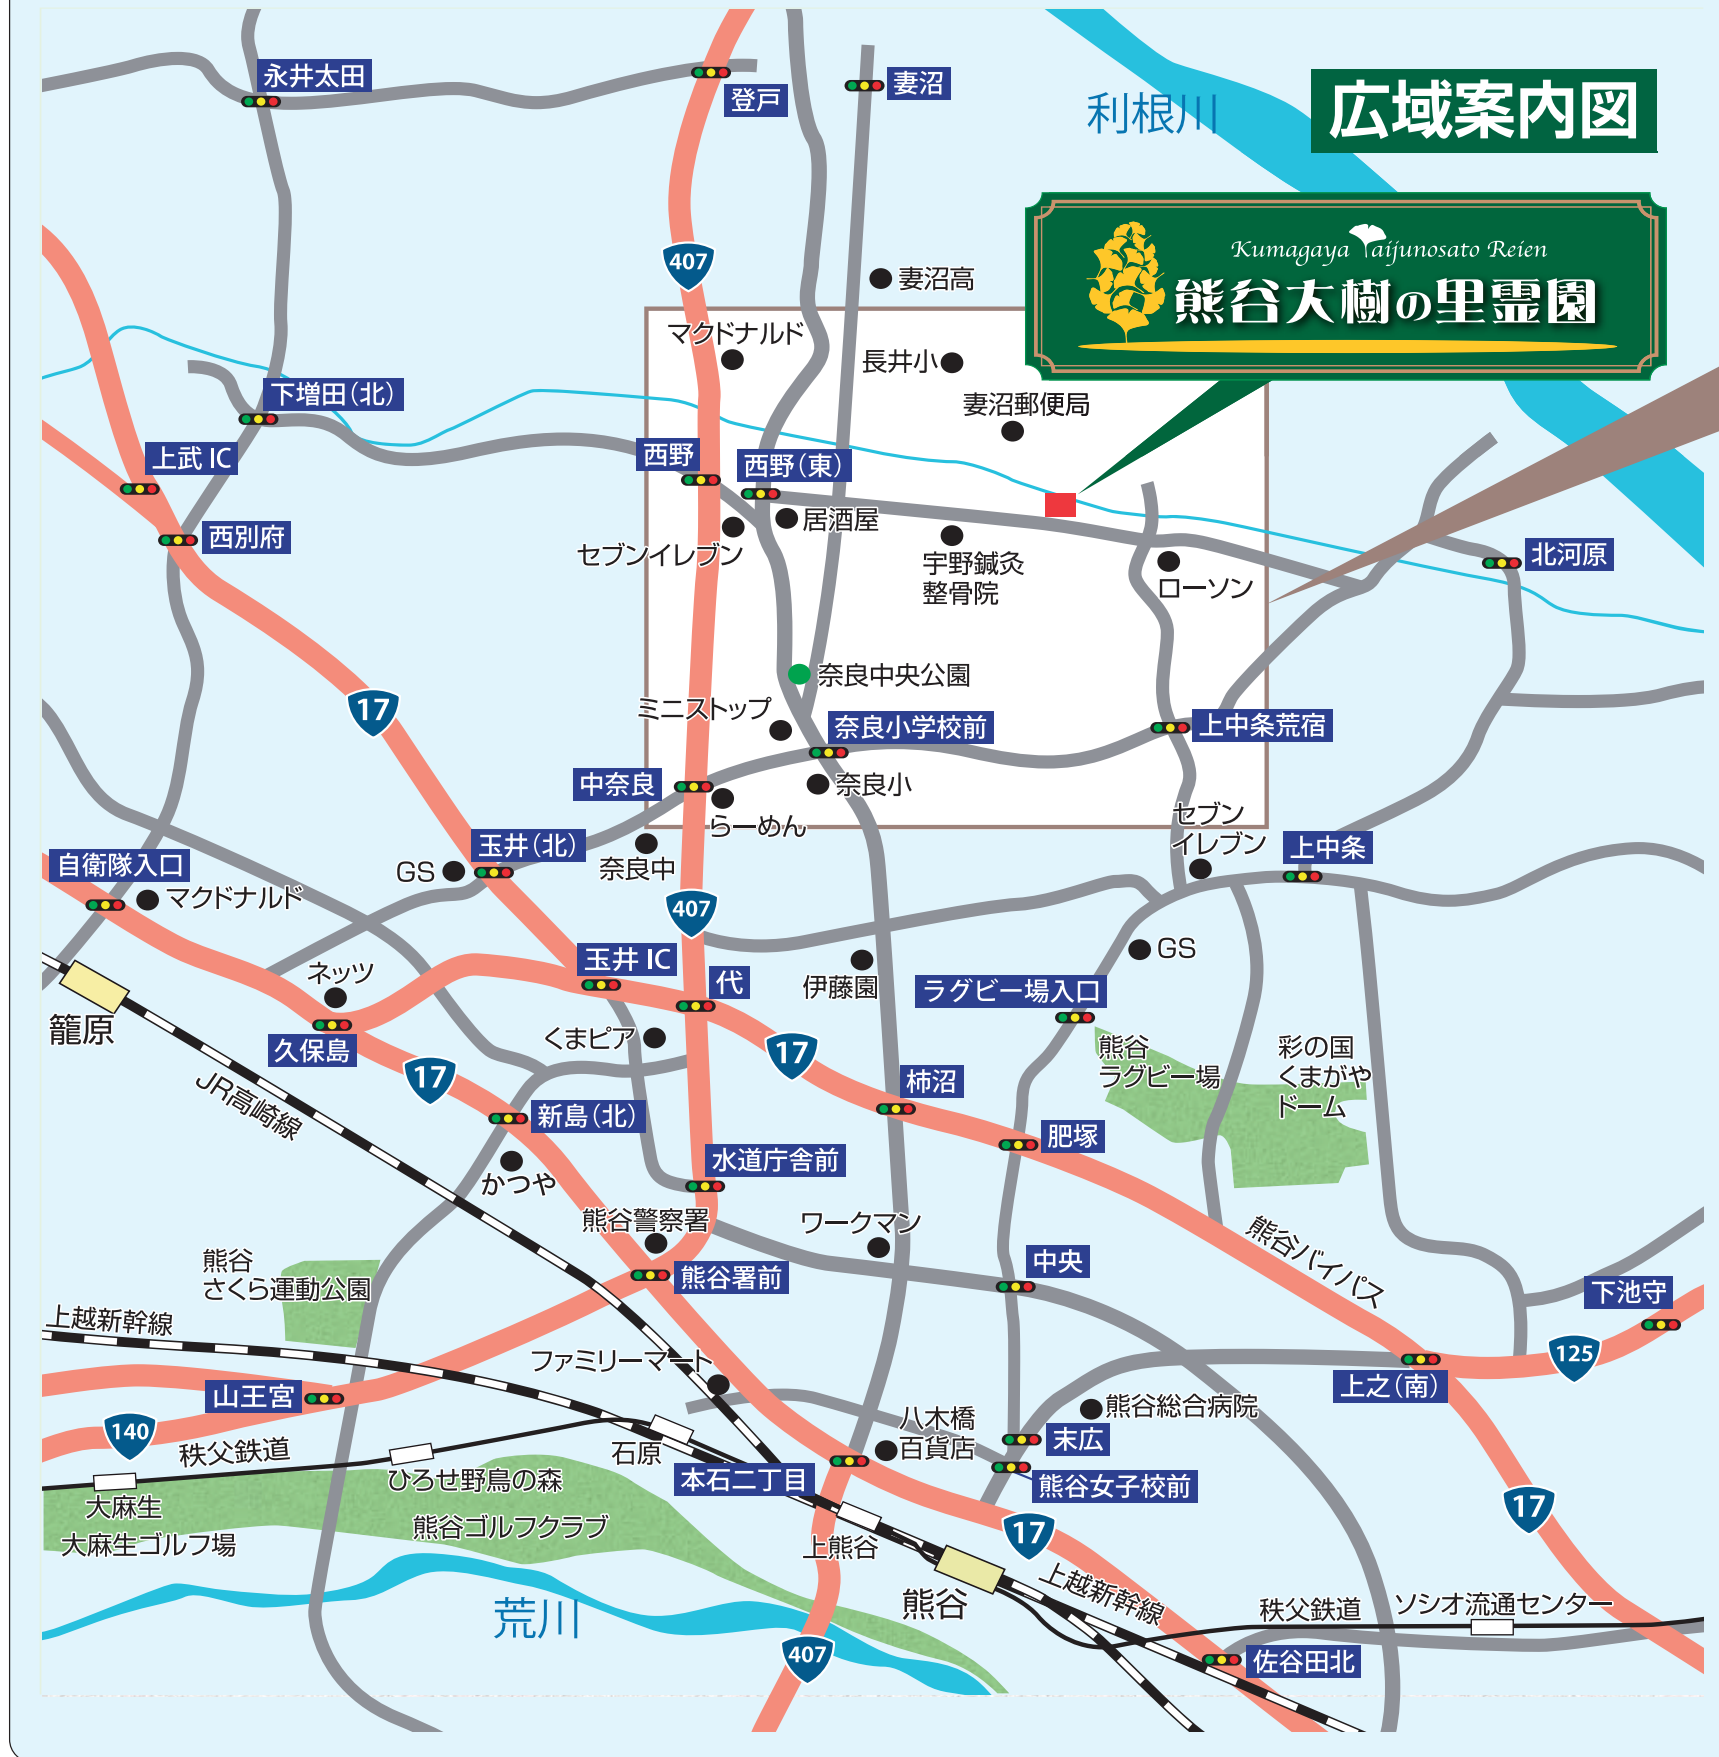 永井太田
登戸
妻沼
利根川
広域案内図
Kumagaya Taijunosato Reien
熊谷大樹の里霊園
407
妻沼高
マクドナルド
長井小
妻沼郵便局
下増田(北)
上武 IC
西野
西野(東)
西別府
セブンイレブン
居酒屋
宇野鍼灸
整骨院
ローソン
北河原
奈良中央公園
17
ミニストップ
奈良小学校前
上中条荒宿
中奈良
奈良小
らーめん
セブン
イレブン
玉井(北)
奈良中
上中条
自衛隊入口
GS
マクドナルド
407
GS
ネッツ
玉井 IC
代
伊藤園
ラグビー場入口
籠原
久保島
くまピア
17
17
熊谷
ラグビー場
彩の国
くまがや
ドーム
JR高崎線
柿沼
新島(北)
肥塚
水道庁舎前
かつや
熊谷警察署
ワークマン
熊谷バイパス
熊谷
さくら運動公園
熊谷署前
中央
下池守
上越新幹線
ファミリーマート
125
山王宮
上之(南)
140
秩父鉄道
石原
八木橋
百貨店
熊谷総合病院
末広
ひろせ野鳥の森
本石二丁目
熊谷女子校前
大麻生
大麻生ゴルフ場
熊谷ゴルフクラブ
上熊谷
17
17
荒川
熊谷
上越新幹線
秩父鉄道
ソシオ流通センター
407
佐谷田北